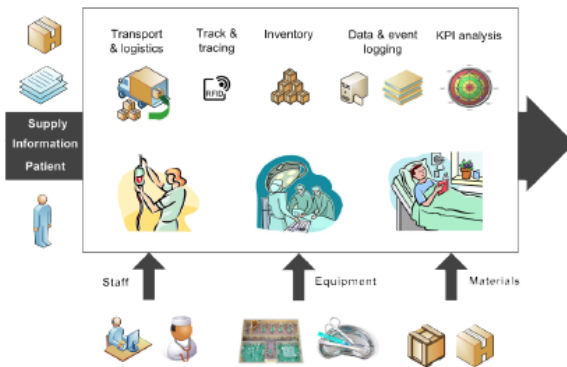 Transport
& logistics
Track &
tracing
Inventory
Data & event
logging
KPI analysis
RFID
Supply
Information
Patient
Staff
Equipment
Materials